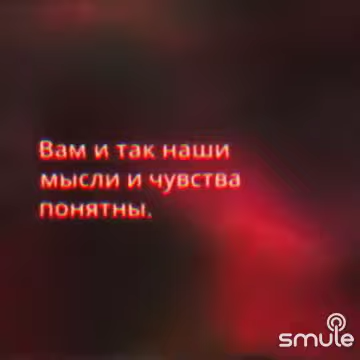 Вам и так наши
мысли и чувства
понятны.
smule